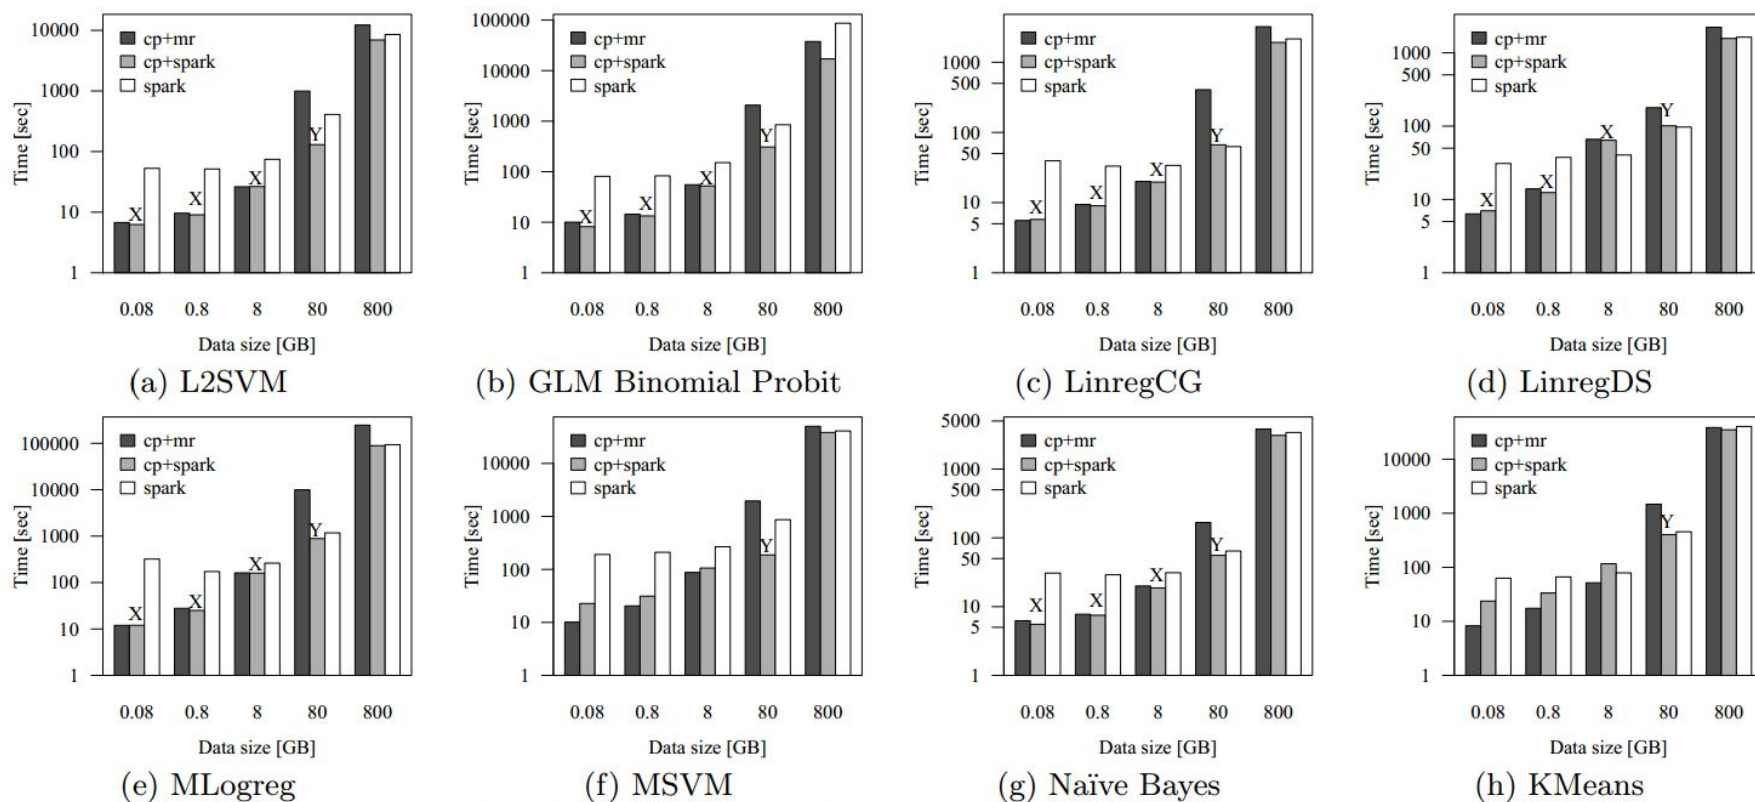 10000
1000
100
10
1
Time [sec]
cp+mr
cp+spark
spark
X
X
X
Y
0.08 0.8 8 80 800
Data size [GB]
(a) L2SVM
100000
10000
1000
100
10
1
Time [sec]
cp+mr
cp+spark
spark
X
X
X
Y
0.08 0.8 8 80 800
Data size [GB]
(b) GLM Binomial Probit
1000
500
100
50
10
5
1
Time [sec]
cp+mr
cp+spark
spark
X
X
X
Y
0.08 0.8 8 80 800
Data size [GB]
(c) LinregCG
1000
500
100
50
10
5
1
Time [sec]
cp+mr
cp+spark
spark
X
X
X
Y
0.08 0.8 8 80 800
Data size [GB]
(d) LinregDS
100000
10000
1000
100
10
1
Time [sec]
cp+mr
cp+spark
spark
X
X
X
Y
0.08 0.8 8 80 800
Data size [GB]
(e) MLogreg
10000
1000
100
10
1
Time [sec]
cp+mr
cp+spark
spark
Y
0.08 0.8 8 80 800
Data size [GB]
(f) MSVM
5000
1000
500
100
50
10
5
1
Time [sec]
cp+mr
cp+spark
spark
X
X
X
Y
0.08 0.8 8 80 800
Data size [GB]
(g) Naïve Bayes
10000
1000
100
10
1
Time [sec]
cp+mr
cp+spark
spark
Y
0.08 0.8 8 80 800
Data size [GB]
(h) KMeans